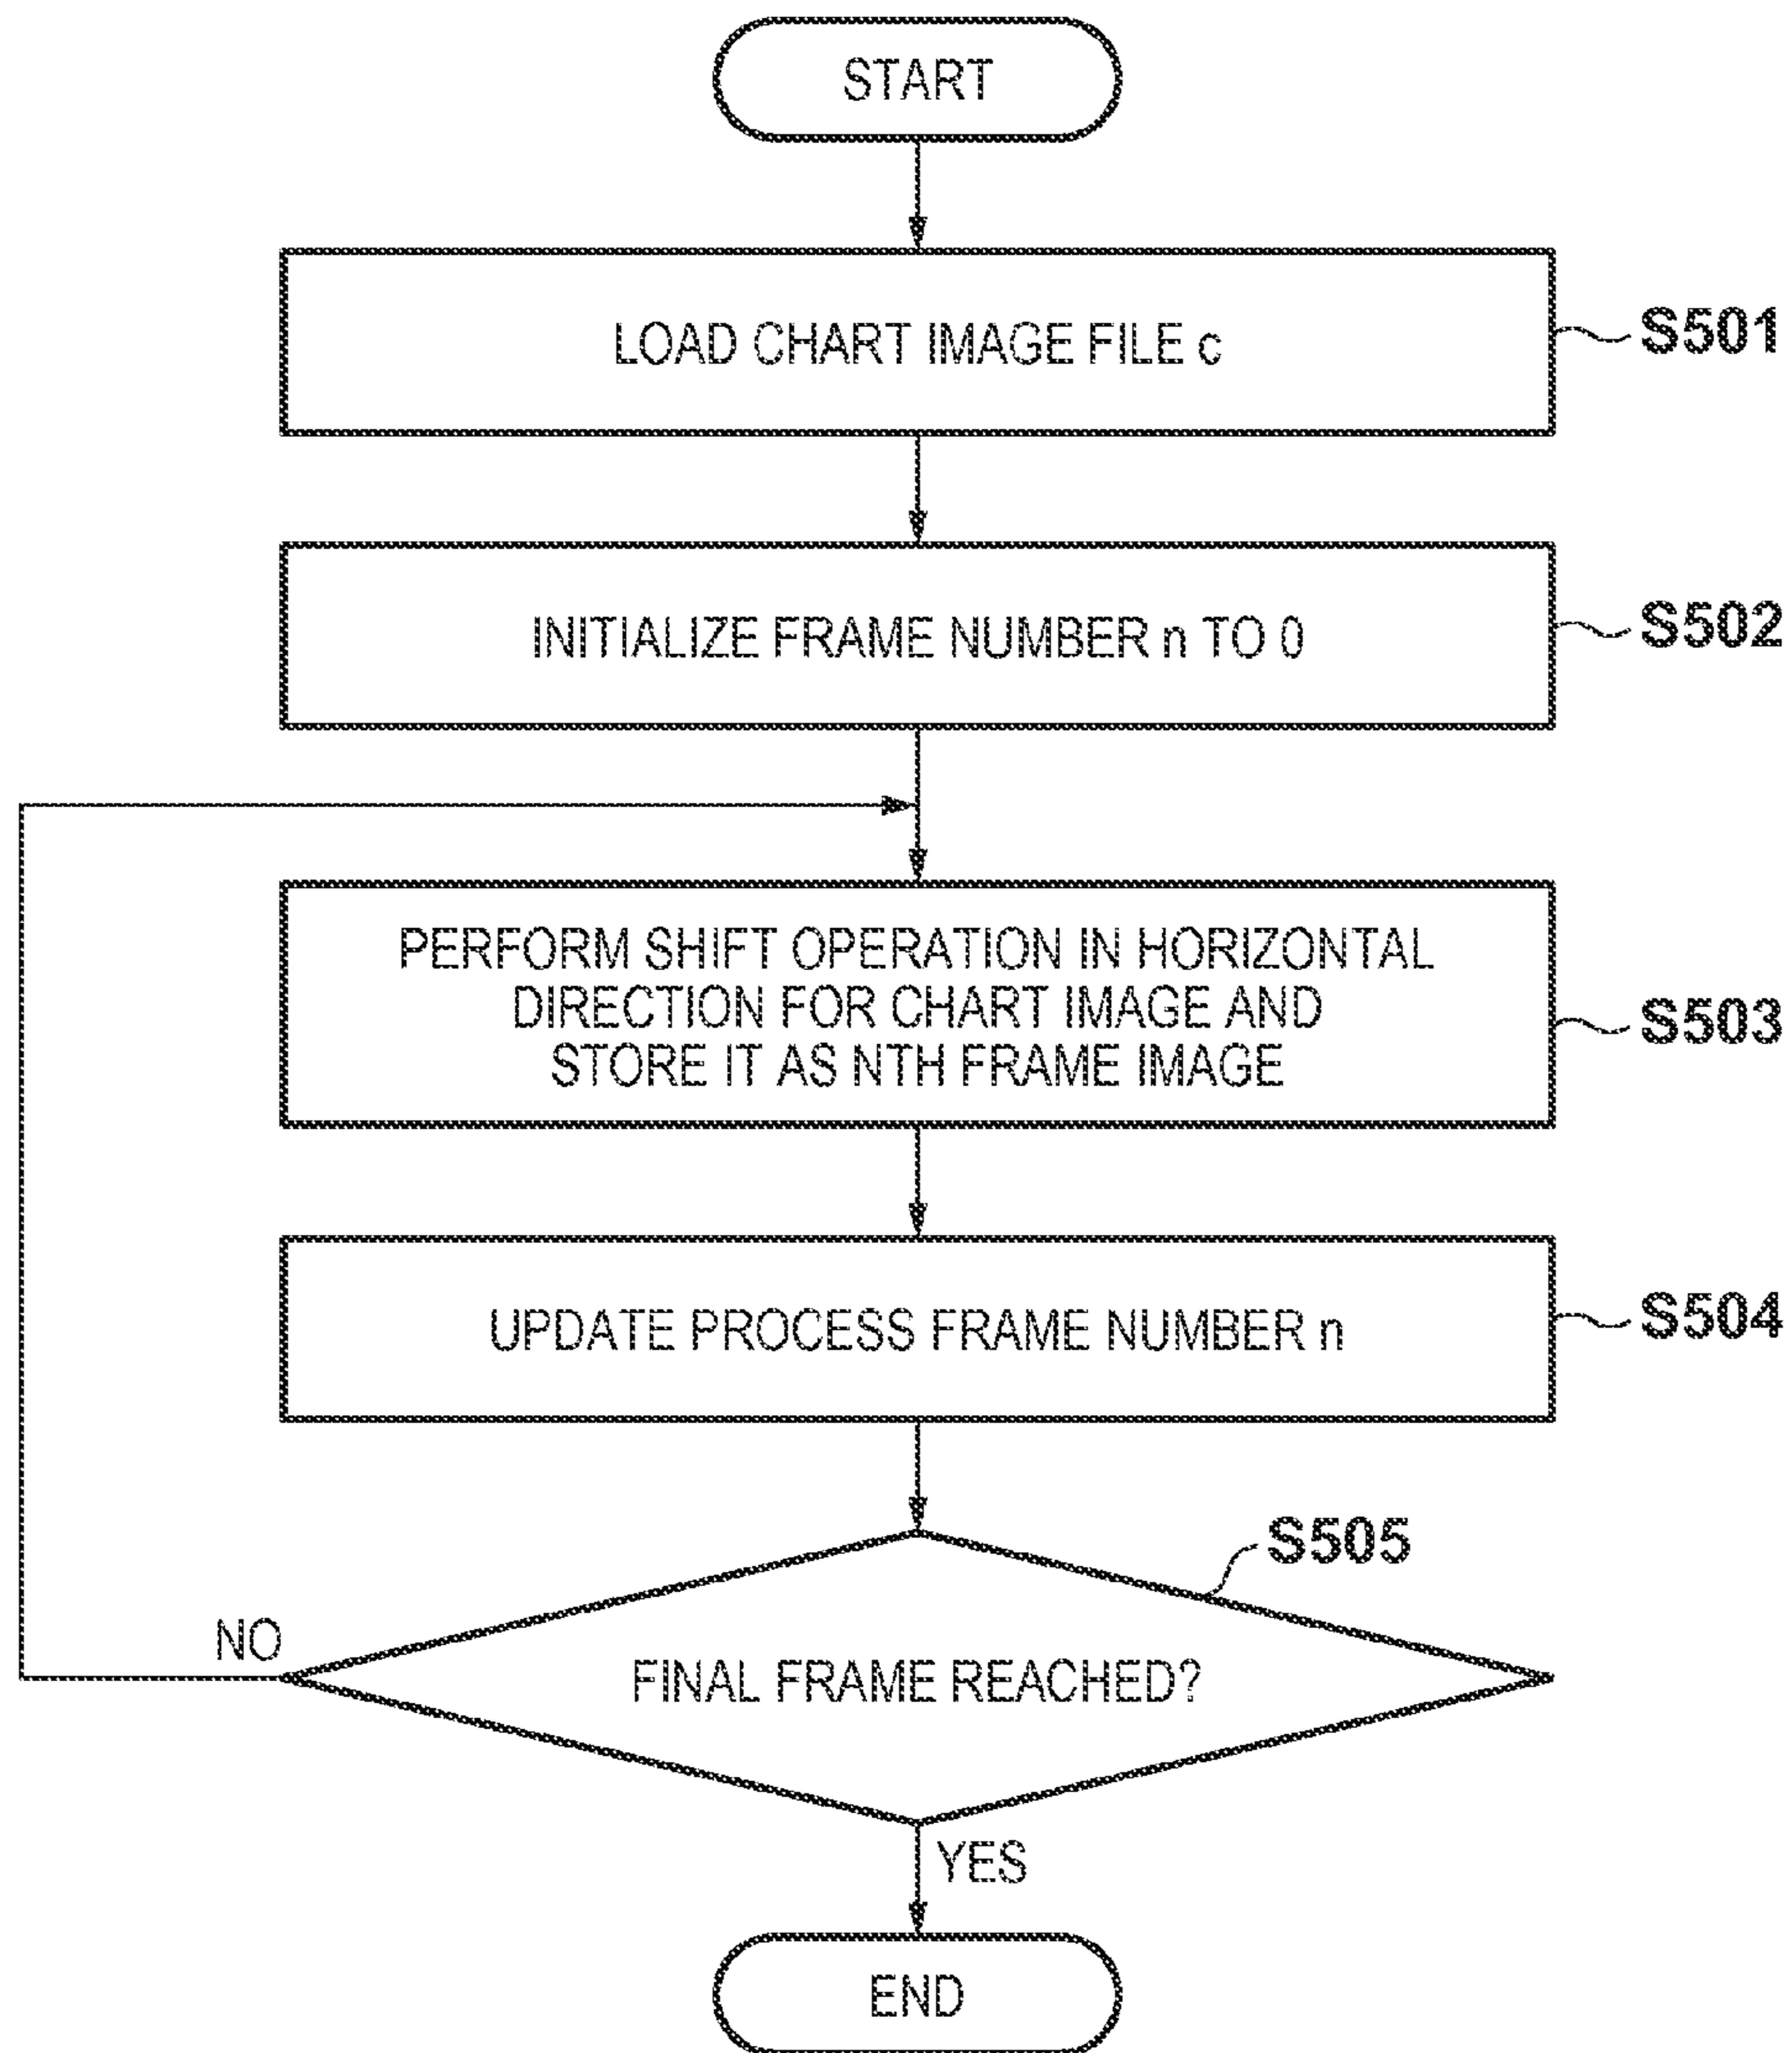 START
LOAD CHART IMAGE FILE c
S501
INITIALIZE FRAME NUMBER n TO 0
S502
PERFORM SHIFT OPERATION IN HORIZONTAL
DIRECTION FOR CHART IMAGE AND
STORE IT AS NTH FRAME IMAGE
S503
UPDATE PROCESS FRAME NUMBER n
S504
S505
NO
FINAL FRAME REACHED?
YES
END